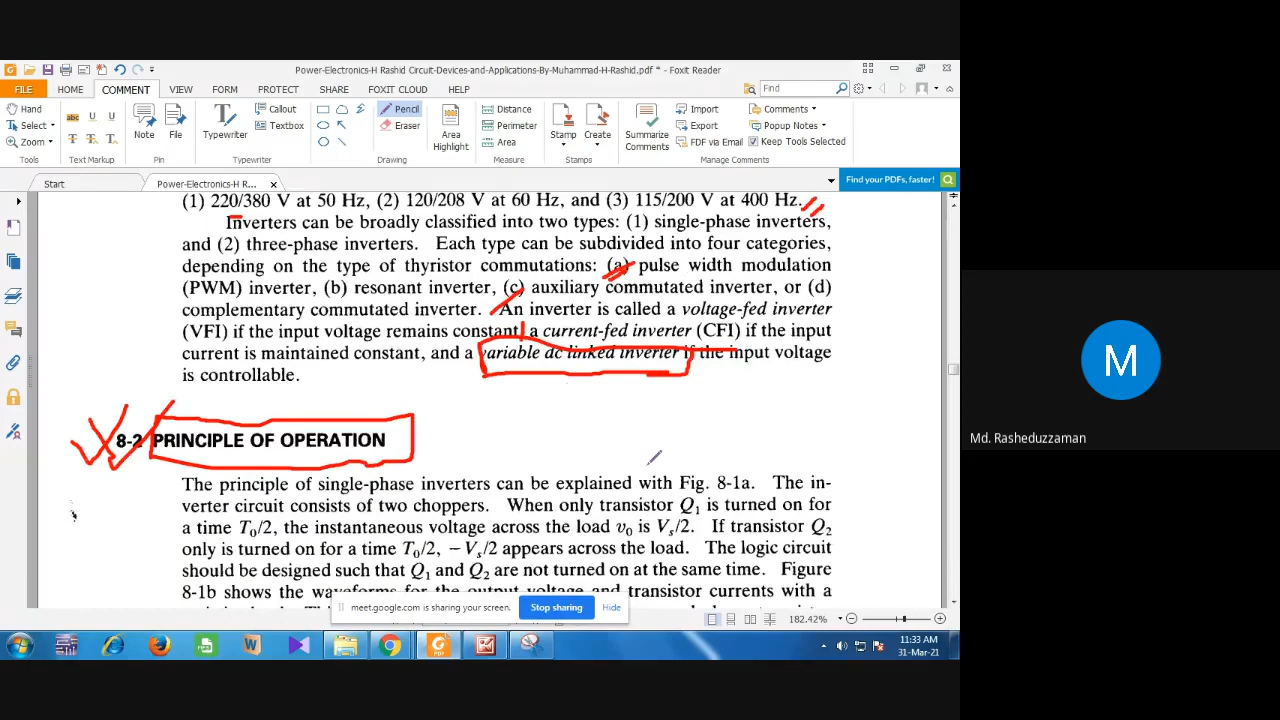 Power-Electronics-H Rashid Circuit-Devices-and-Applications-By-Muhammad-H-Rashid.pdf * - Foxit Reader
FILE HOME COMMENT VIEW FORM PROTECT SHARE FOXIT CLOUD HELP Find
Hand
Select
Zoom
Tools
Text Markup
Note
File
Pin
Typewriter
Callout
Textbox
Typewriter
Pencil
Eraser
Drawing
Area
Highlight
Distance
Perimeter
Area
Measure
Stamp
Create
Stamps
Summarize
Comments
Import
Export
FDF via Email
Comments
Popup Notes
Keep Tools Selected
Manage Comments
Start
Power-Electronics-H R...
Find your PDFs, faster!
(1) 220/380 V at 50 Hz, (2) 120/208 V at 60 Hz, and (3) 115/200 V at 400 Hz.
Inverters can be broadly classified into two types: (1) single-phase inverters,
and (2) three-phase inverters. Each type can be subdivided into four categories,
depending on the type of thyristor commutations: (a) pulse width modulation
(PWM) inverter, (b) resonant inverter, (c) auxiliary commutated inverter, or (d)
complementary commutated inverter. An inverter is called a voltage-fed inverter
(VFI) if the input voltage remains constant, a current-fed inverter (CFI) if the input
current is maintained constant, and a variable dc linked inverter if the input voltage
is controllable.
8-2 PRINCIPLE OF OPERATION
The principle of single-phase inverters can be explained with Fig. 8-1a. The in-
verter circuit consists of two choppers. When only transistor Q1 is turned on for
a time T0/2, the instantaneous voltage across the load v0 is Vs/2. If transistor Q2
only is turned on for a time T0/2, −Vs/2 appears across the load. The logic circuit
should be designed such that Q1 and Q2 are not turned on at the same time. Figure
8-1b shows the waveforms for the output voltage and transistor currents with a
meet.google.com is sharing your screen. Stop sharing Hide
182.42%
11:33 AM
31-Mar-21
M
Md. Rasheduzzaman